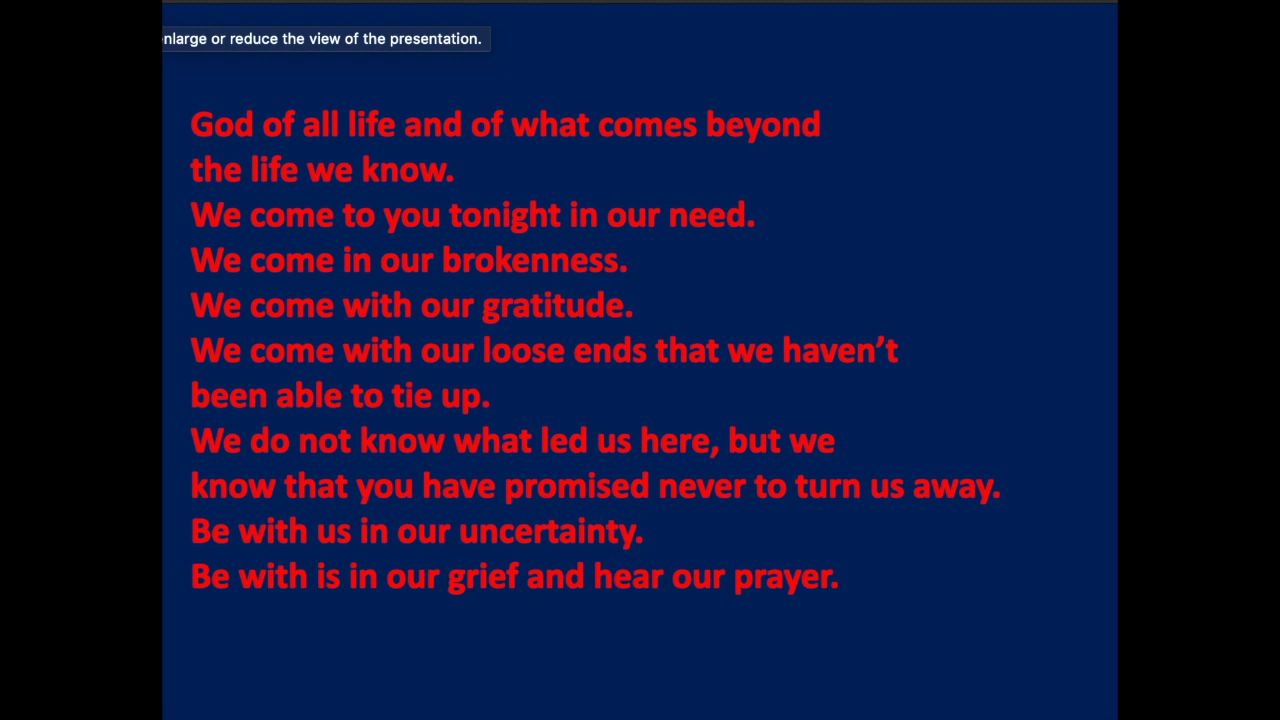 nlarge or reduce the view of the presentation.
God of all life and of what comes beyond
the life we know.
We come to you tonight in our need.
We come in our brokenness.
We come with our gratitude.
We come with our loose ends that we haven’t
been able to tie up.
We do not know what led us here, but we
know that you have promised never to turn us away.
Be with us in our uncertainty.
Be with is in our grief and hear our prayer.